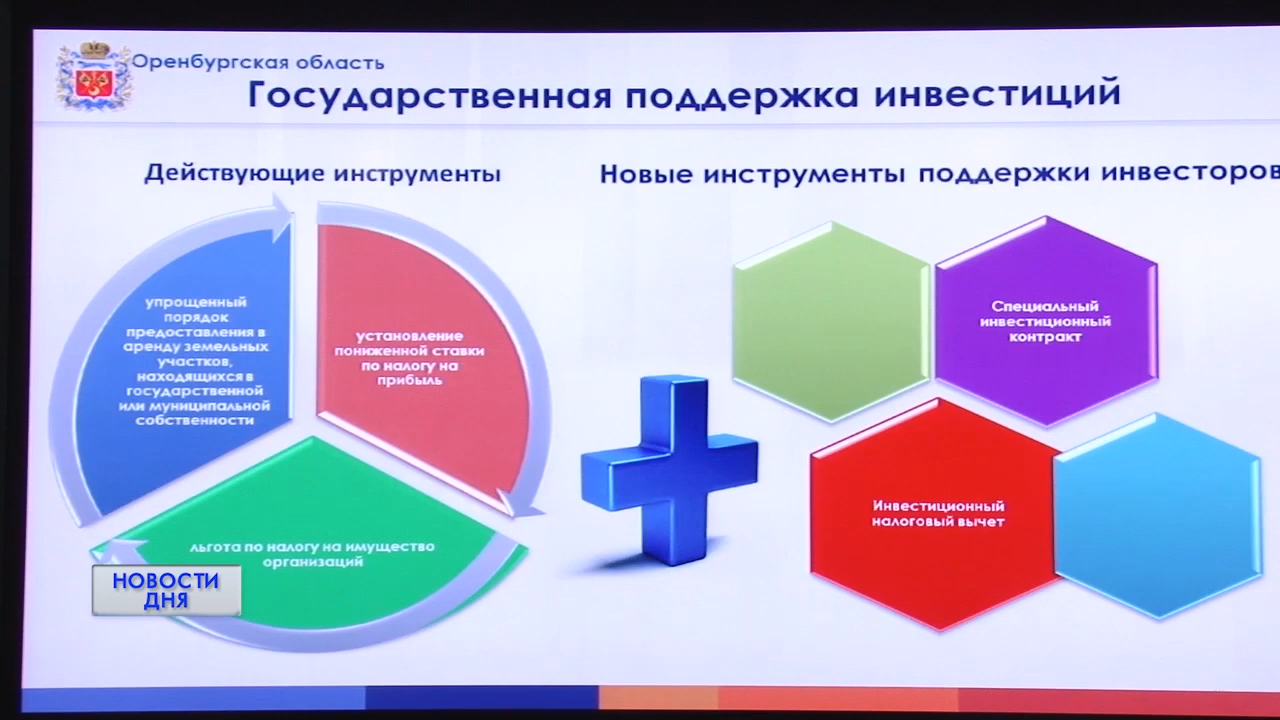 Оренбургская область
Государственная поддержка инвестиций
Действующие инструменты
Новые инструменты поддержки инвесторов
упрощенный
порядок
предоставления в
аренду земельных
участков,
находящихся в
государственной
или муниципальной
собственности
установление
пониженной ставки
по налогу на
прибыль
льгота по налогу на имущество
организаций
Специальный
инвестиционный
контракт
Инвестиционный
налоговый вычет
НОВОСТИ
ДНЯ